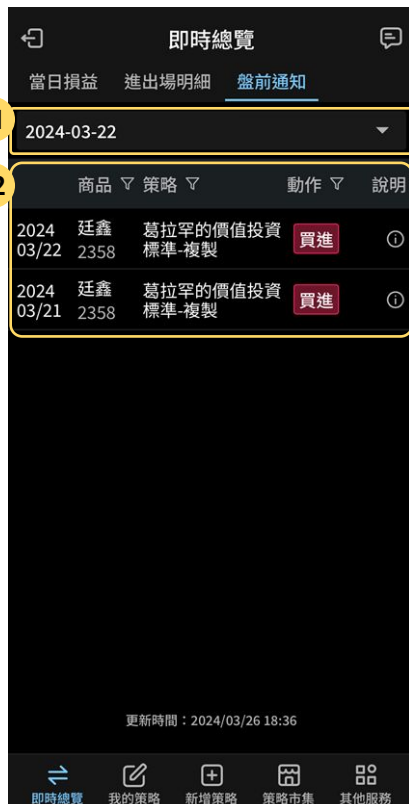 即時總覽
當日損益 進出場明細 盤前通知
1
2024-03-22
2
商品 策略 動作 說明
2024 廷鑫 葛拉罕的價值投資 買進
03/22 2358 標準-複製
2024 廷鑫 葛拉罕的價值投資 買進
03/21 2358 標準-複製
更新時間：2024/03/26 18:36
即時總覽 我的策略 新增策略 策略市集 其他服務